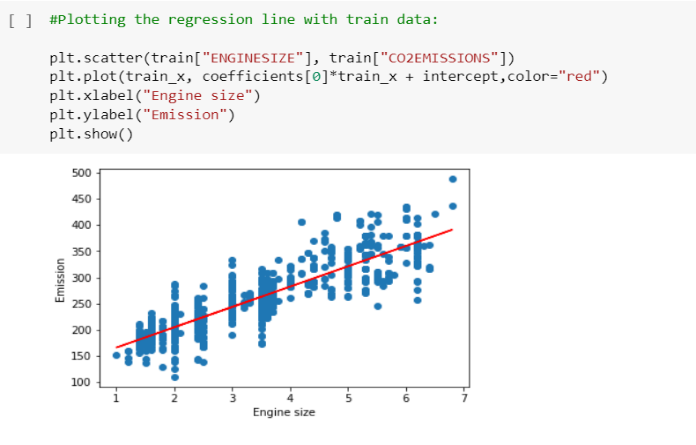 [ ] #Plotting the regression line with train data:
plt.scatter(train["ENGINESIZE"], train["CO2EMISSIONS"])
plt.plot(train_x, coefficients[0]*train_x + intercept,color="red")
plt.xlabel("Engine size")
plt.ylabel("Emission")
plt.show()
500
450
400
350
300
250
200
150
100
Emission
1 2 3 4 5 6 7
Engine size